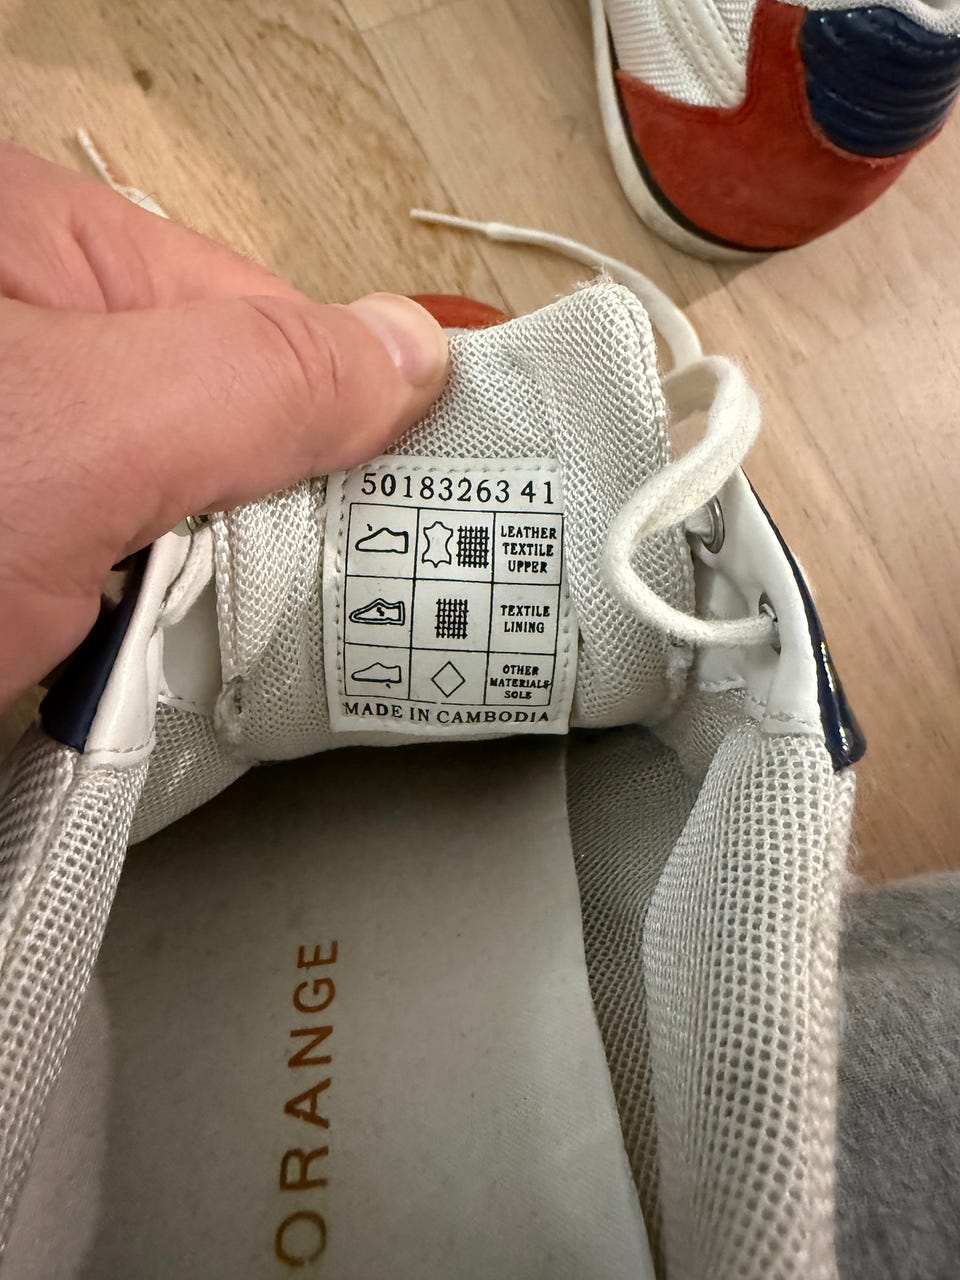 50183263 41
LEATHER
TEXTILE
UPPER
TEXTILE
LINING
OTHER
MATERIALS
SOLE
MADE IN CAMBODIA
ORANGE